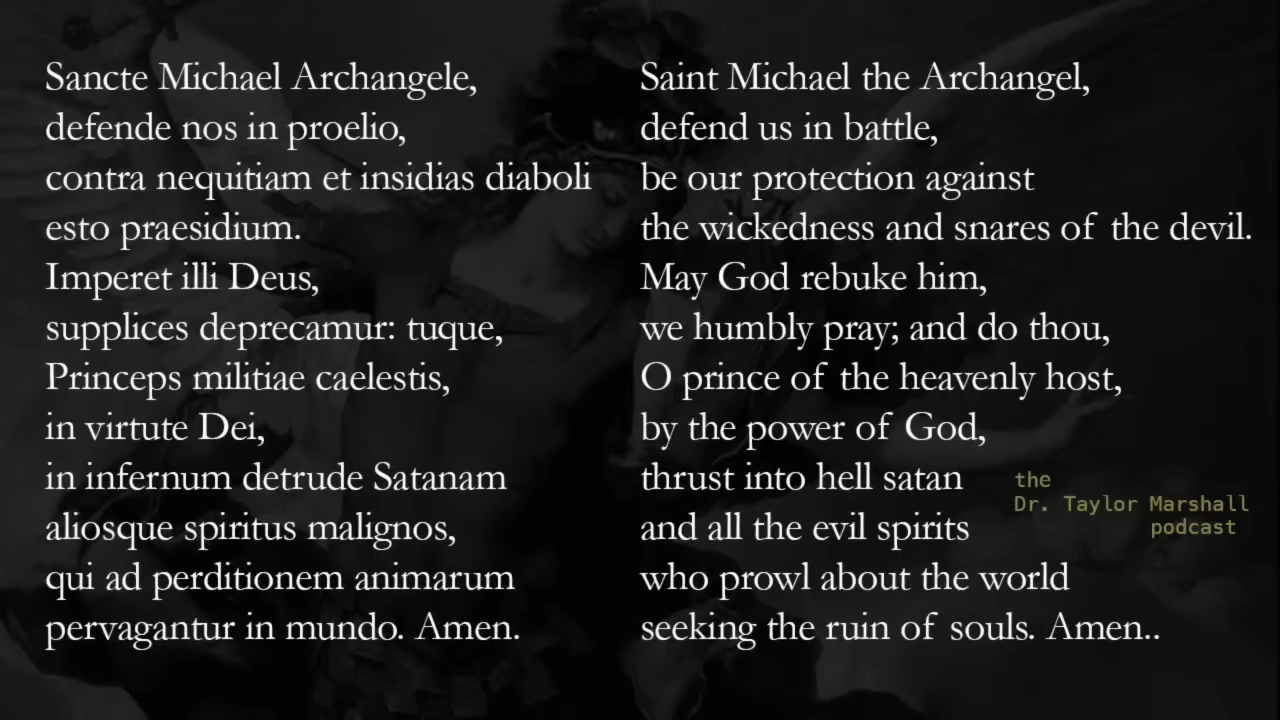 Sancte Michael Archangele,
defende nos in proelio,
contra nequitiam et insidias diaboli
esto praesidium.
Imperet illi Deus,
supplices deprecamur: tuque,
Princeps militiae caelestis,
in virtute Dei,
in infernum detrude Satanam
aliosque spiritus malignos,
qui ad perditionem animarum
pervagantur in mundo. Amen.
Saint Michael the Archangel,
defend us in battle,
be our protection against
the wickedness and snares of the devil.
May God rebuke him,
we humbly pray; and do thou,
O prince of the heavenly host,
by the power of God,
thrust into hell satan
and all the evil spirits
who prowl about the world
seeking the ruin of souls. Amen..
the
Dr. Taylor Marshall
podcast